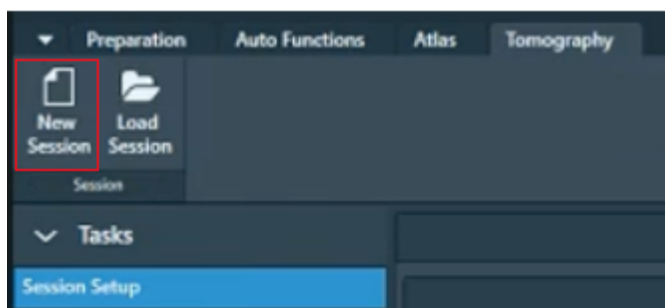 Preparation Auto Functions Atlas Tomography
New Session Load Session
Session
Tasks
Session Setup